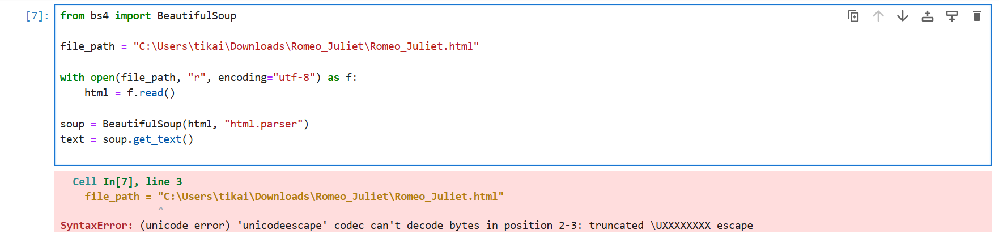 [7]:
from bs4 import BeautifulSoup
file_path = "C:\Users\tikai\Downloads\Romeo_Juliet\Romeo_Juliet.html"
with open(file_path, "r", encoding="utf-8") as f:
    html = f.read()
soup = BeautifulSoup(html, "html.parser")
text = soup.get_text()
Cell In[7], line 3
file_path = "C:\Users\tikai\Downloads\Romeo_Juliet\Romeo_Juliet.html"
^
SyntaxError: (unicode error) 'unicodeescape' codec can't decode bytes in position 2-3: truncated \UXXXXXXXX escape